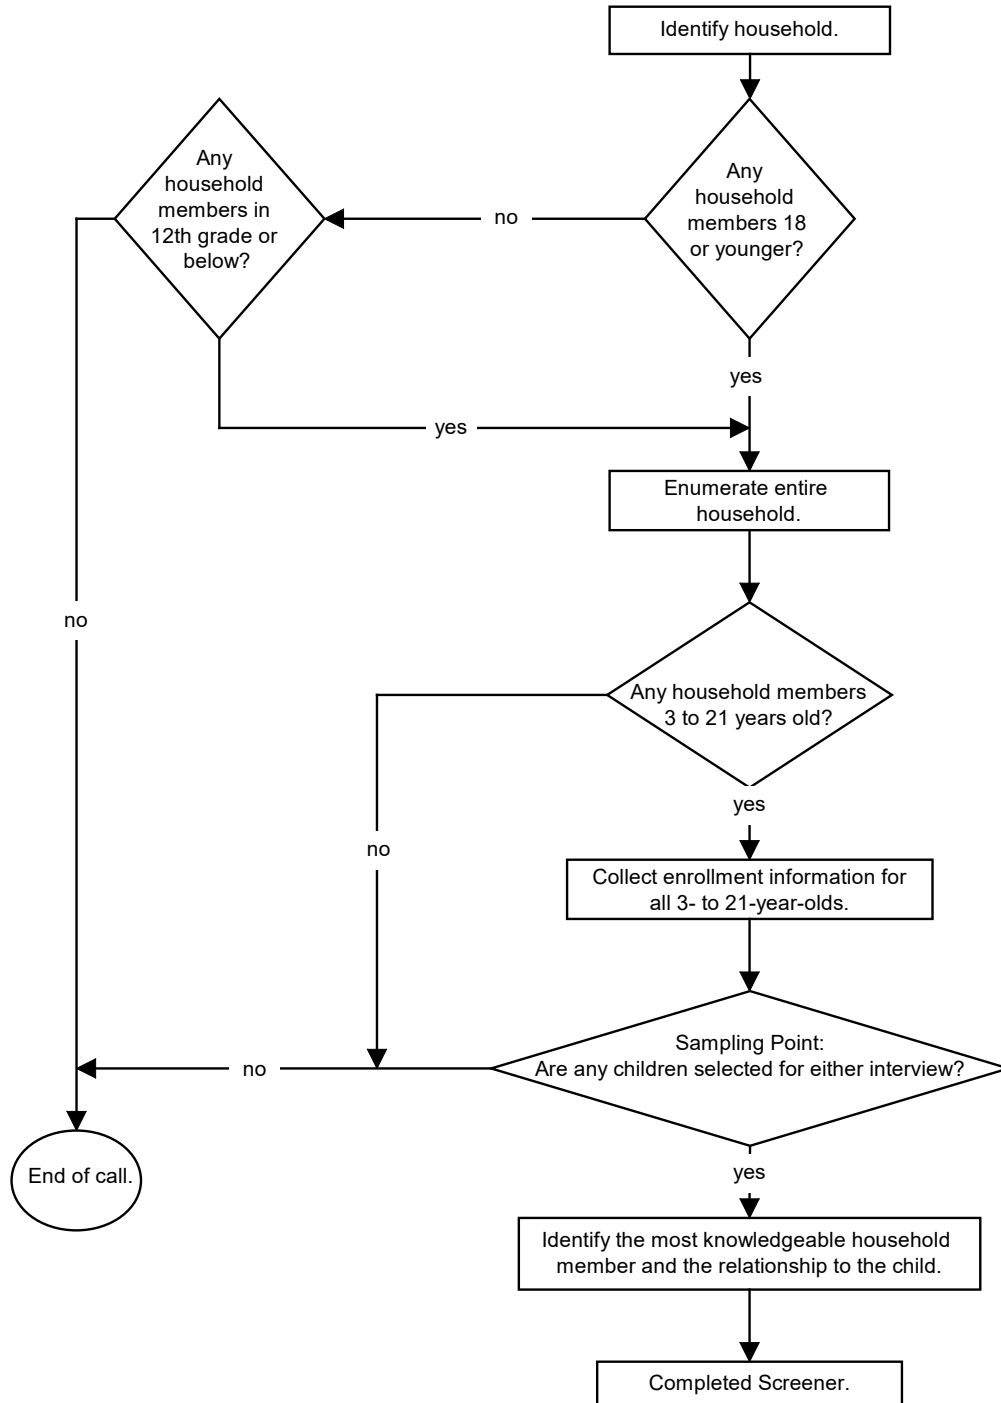 Identify household.
Any
household
members 18
or younger?
no
Any
household
members in
12th grade or
below?
yes
yes
Enumerate entire
household.
no
Any household members
3 to 21 years old?
yes
no
Collect enrollment information for
all 3- to 21-year-olds.
Sampling Point:
Are any children selected for either interview?
no
End of call.
yes
Identify the most knowledgeable household
member and the relationship to the child.
Completed Screener.